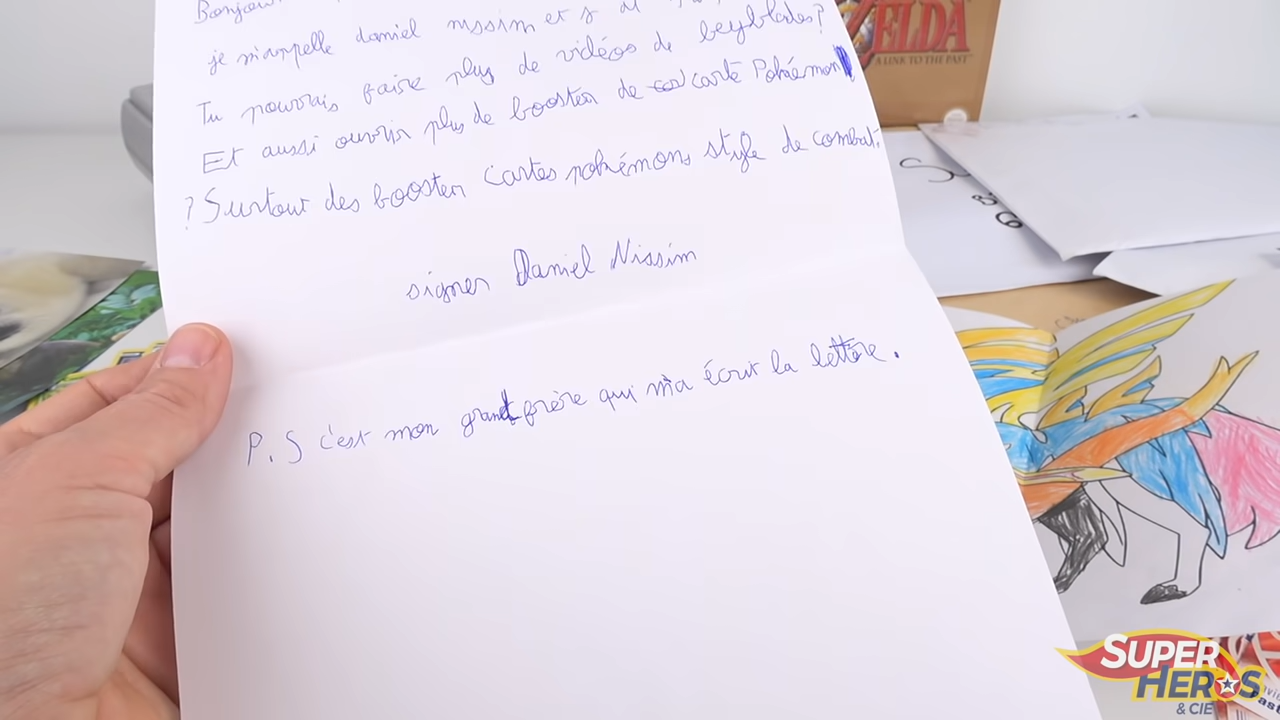 Bonjour
je m'appelle daniel nissim et j'ai
Tu pourrais faire plus de vidéos de beyblades?
Et aussi ouvrir plus de booster de carte Pokémon
? Surtout des booster cartes pokémons style de combat.
signer Daniel Nissim
P.S c'est mon grand frère qui m'a écrit la lettre.
ZELDA
A LINK TO THE PAST
SUPER
HEROS
& CIE